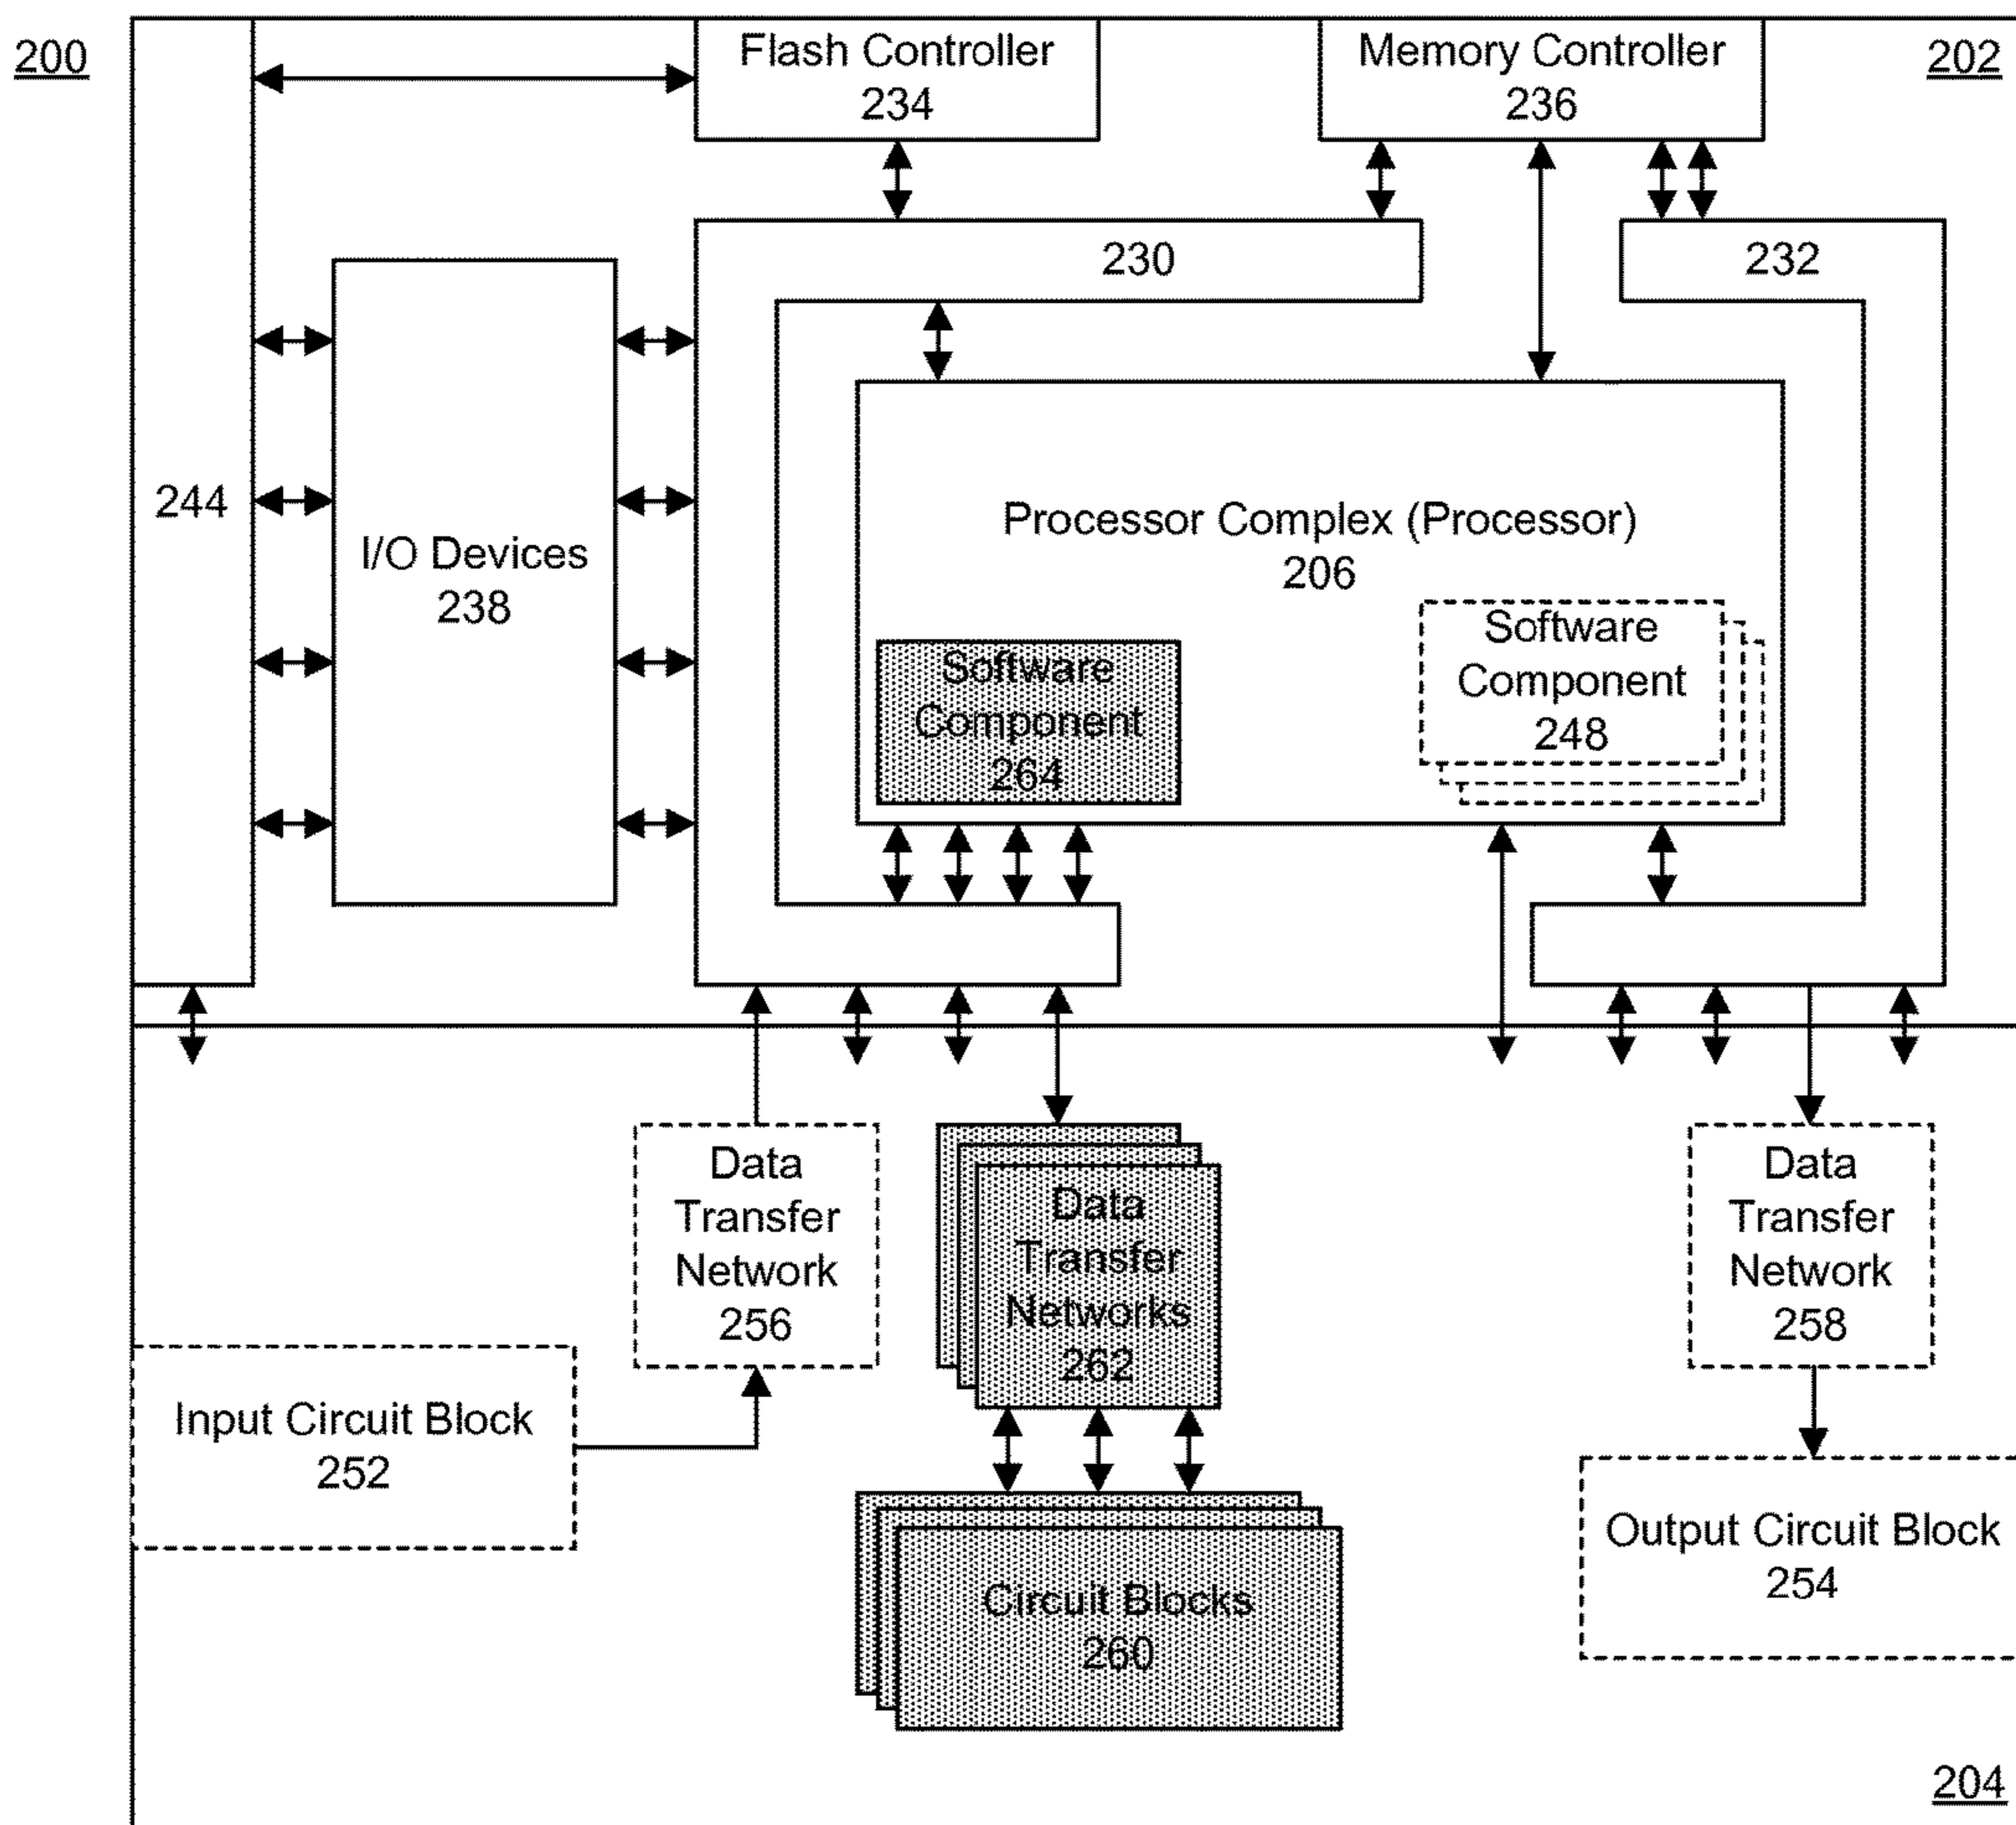 200
Flash Controller
234
Memory Controller
236
202
230
232
244
I/O Devices
238
Processor Complex (Processor)
206
Software
Component
264
Software
Component
248
Data
Transfer
Network
256
Data
Transfer
Networks
262
Data
Transfer
Network
258
Input Circuit Block
252
Output Circuit Block
254
Circuit Blocks
260
204